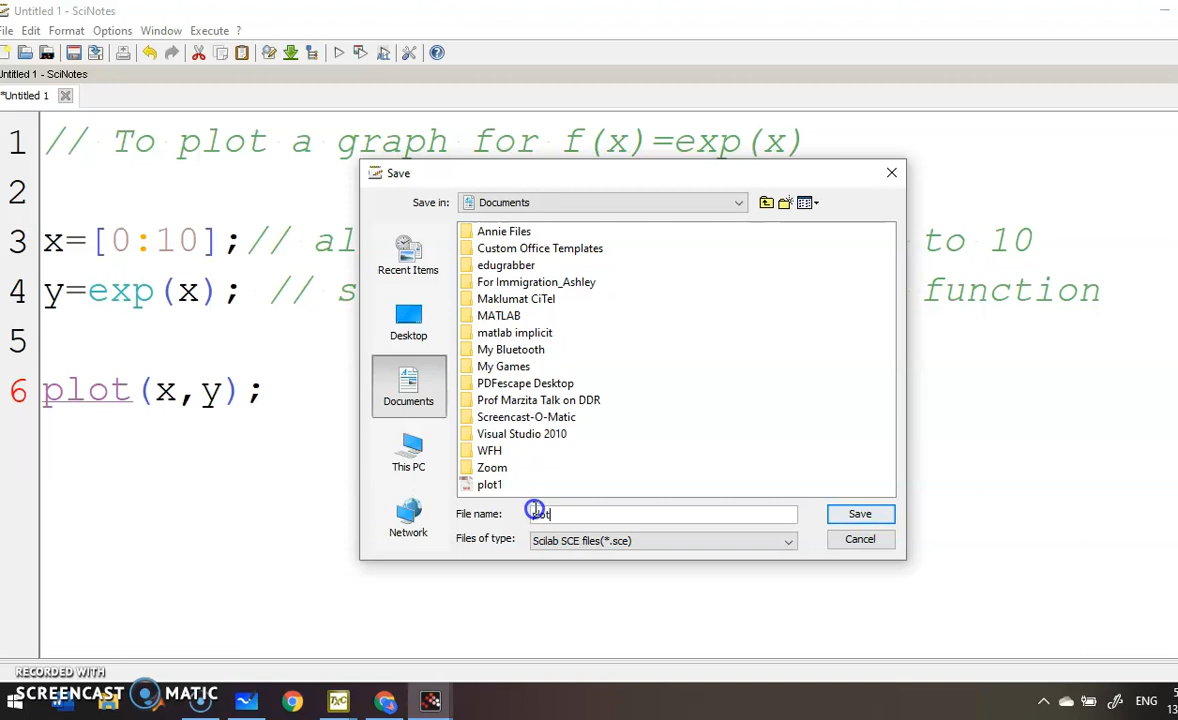 Untitled 1 - SciNotes
File Edit Format Options Window Execute ?
Untitled 1 - SciNotes
*Untitled 1
1 // To plot a graph for f(x)=exp(x)
2
3 x=[0:10];// al to 10
4 y=exp(x); // s function
5
6 plot(x,y);
Save
Save in: Documents
Recent Items
Desktop
Documents
This PC
Network
Annie Files
Custom Office Templates
edugrabber
For Immigration_Ashley
Maklumat CiTel
MATLAB
matlab implicit
My Bluetooth
My Games
PDFescape Desktop
Prof Marzita Talk on DDR
Screencast-O-Matic
Visual Studio 2010
WFH
Zoom
plot1
File name: plot Save
Files of type: Scilab SCE files(*.sce) Cancel
RECORDED WITH
SCREENCAST MATIC
TXC
ENG
5
13